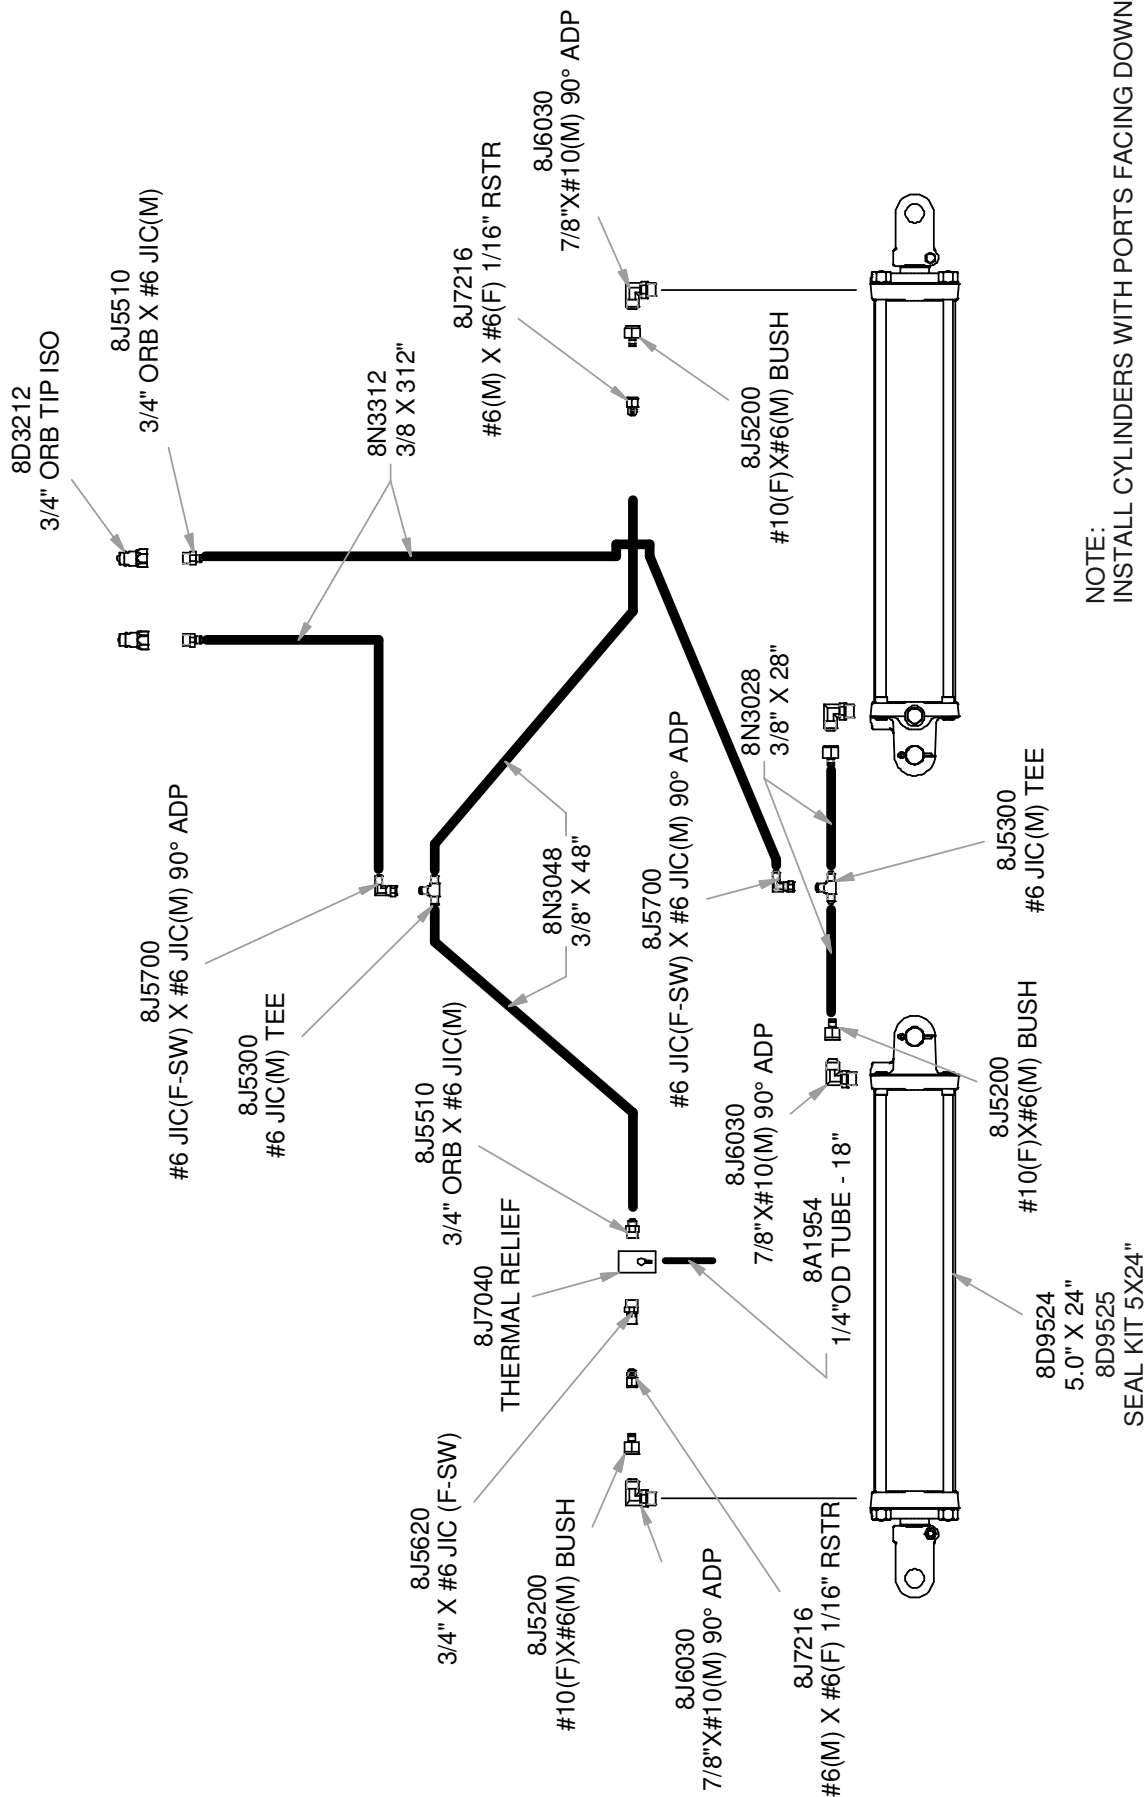 8D3212
3/4" ORB TIP ISO
8J5510
3/4" ORB X #6 JIC(M)
8N3312
3/8 X 312"
8J7216
#6(M) X #6(F) 1/16" RSTR
8J6030
7/8"X#10(M) 90° ADP
8J5200
#10(F)X#6(M) BUSH
8J5700
#6 JIC(F-SW) X #6 JIC(M) 90° ADP
8J5300
#6 JIC(M) TEE
8N3048
3/8" X 48"
8J5700
#6 JIC(F-SW) X #6 JIC(M) 90° ADP
8N3028
3/8" X 28"
8J5300
#6 JIC(M) TEE
8J5510
3/4" ORB X #6 JIC(M)
8J7040
THERMAL RELIEF
8J6030
7/8"X#10(M) 90° ADP
8A1954
1/4"OD TUBE - 18"
8J5200
#10(F)X#6(M) BUSH
8J5620
3/4" X #6 JIC (F-SW)
8J5200
#10(F)X#6(M) BUSH
8J6030
7/8"X#10(M) 90° ADP
8J7216
#6(M) X #6(F) 1/16" RSTR
8D9524
5.0" X 24"
8D9525
SEAL KIT 5X24"
NOTE:
INSTALL CYLINDERS WITH PORTS FACING DOWN